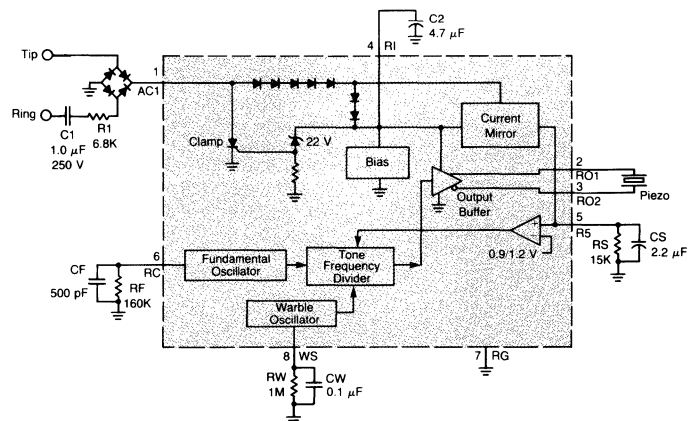 C2
4.7 μF
4 RI
Tip
1
AC1
Ring
C1
1.0 μF
250 V
R1
6.8K
Clamp
22 V
Bias
Current
Mirror
2
RO1
3
RO2
Piezo
Output
Buffer
5
R5
RS
15K
CS
2.2 μF
0.9/1.2 V
6
RC
Fundamental
Oscillator
Tone
Frequency
Divider
Warble
Oscillator
CF
500 pF
RF
160K
8 WS
7 RG
RW
1M
CW
0.1 μF